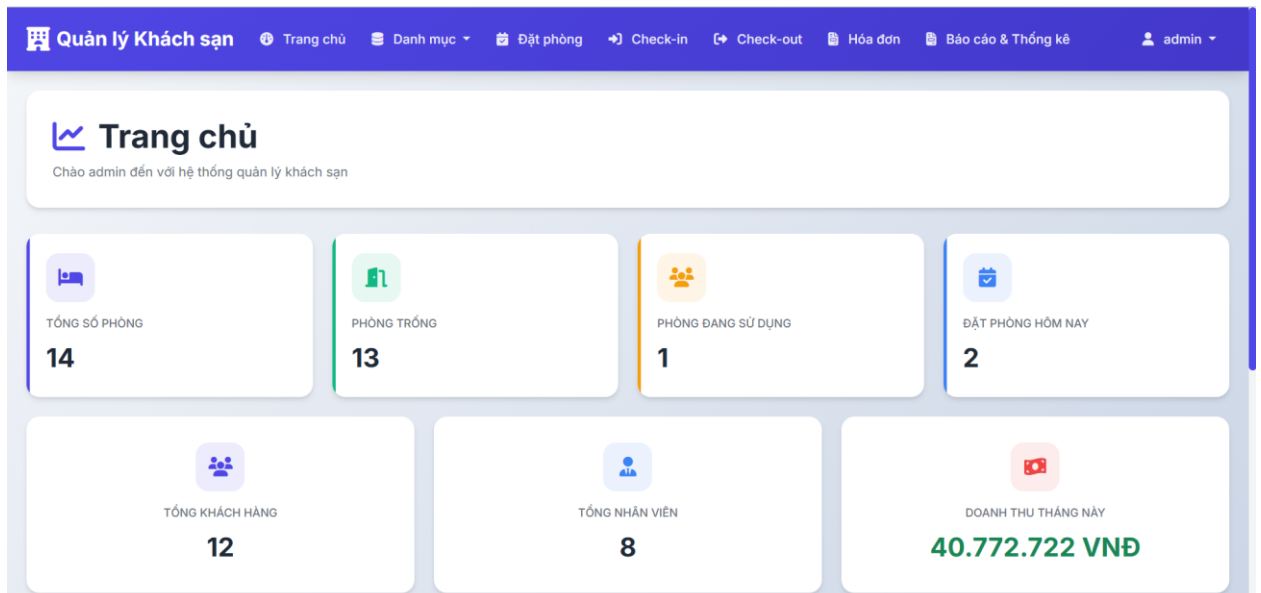 Quản lý Khách sạn Trang chủ Danh mục Đặt phòng Check-in Check-out Hóa đơn Báo cáo & Thống kê admin
Trang chủ
Chào admin đến với hệ thống quản lý khách sạn
TỔNG SỐ PHÒNG
14
PHÒNG TRỐNG
13
PHÒNG ĐANG SỬ DỤNG
1
ĐẶT PHÒNG HÔM NAY
2
TỔNG KHÁCH HÀNG
12
TỔNG NHÂN VIÊN
8
DOANH THU THÁNG NÀY
40.772.722 VNĐ